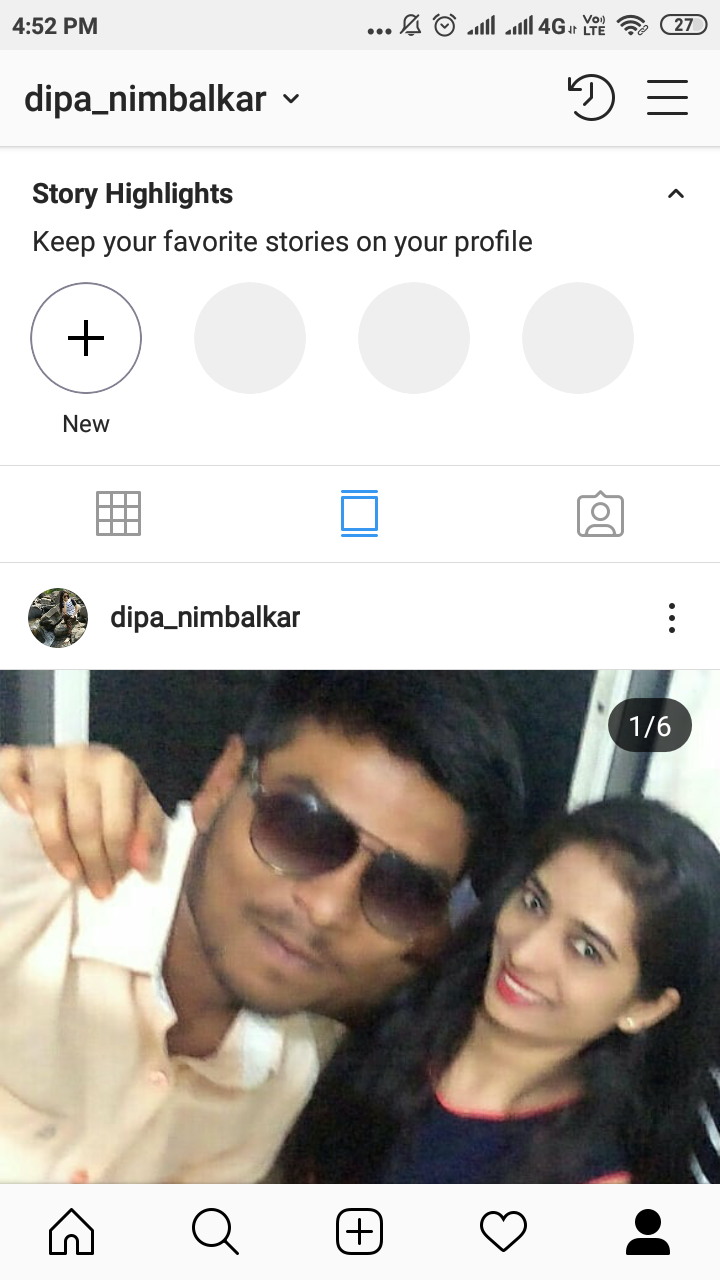 4:52 PM
4G
Vo)
LTE
27
dipa_nimbalkar
Story Highlights
Keep your favorite stories on your profile
New
dipa_nimbalkar
1/6